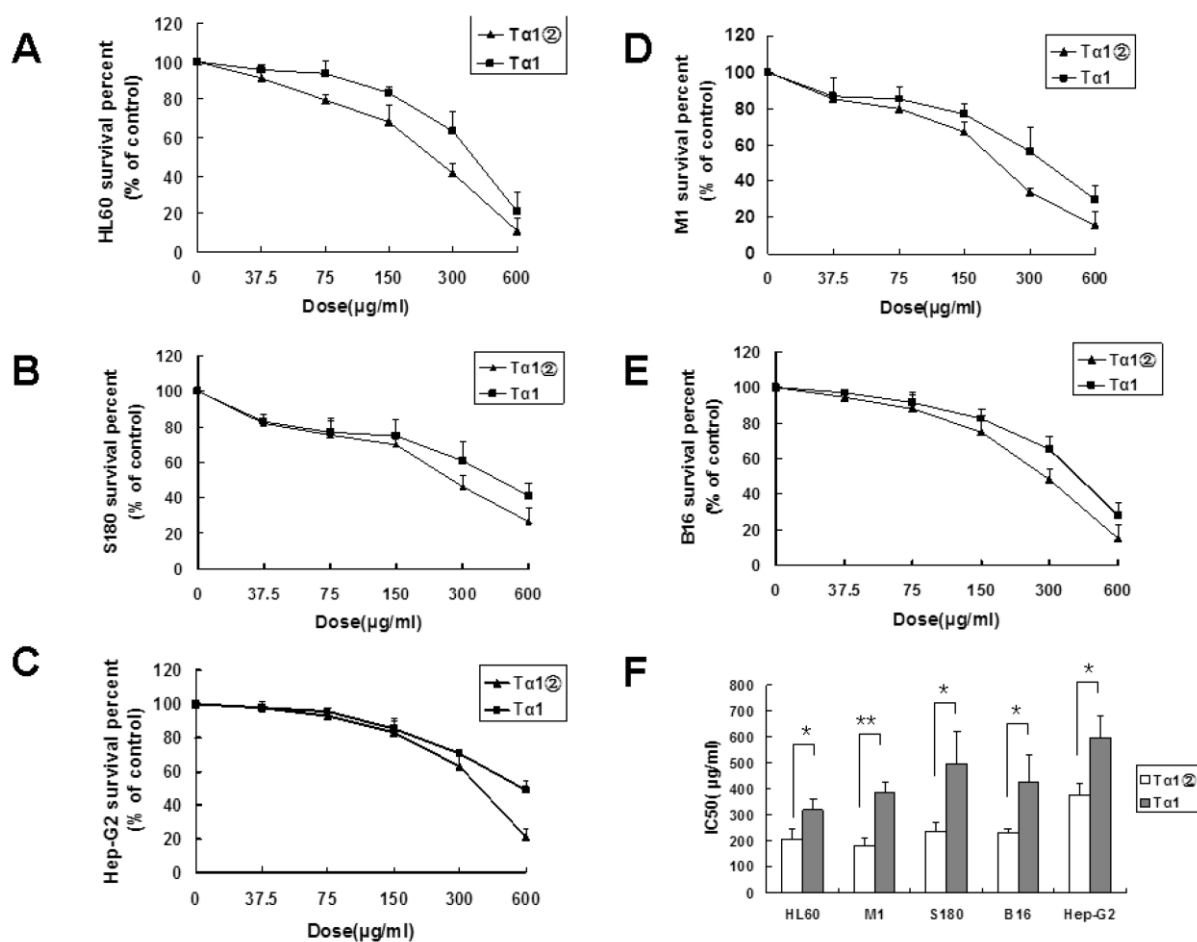 A
HL60 survival percent
(% of control)
120
100
80
60
40
20
0
0 37.5 75 150 300 600
Dose(µg/ml)
Tα1②
Tα1
D
M1 survival percent
(% of control)
120
100
80
60
40
20
0
0 37.5 75 150 300 600
Dose(µg/ml)
Tα1②
Tα1
B
S180 survival percent
(% of control)
120
100
80
60
40
20
0
0 37.5 75 150 300 600
Dose(µg/ml)
Tα1②
Tα1
E
B16 survival percent
(% of control)
120
100
80
60
40
20
0
0 37.5 75 150 300 600
Dose(µg/ml)
Tα1②
Tα1
C
Hep-G2 survival percent
(% of control)
120
100
80
60
40
20
0
0 37.5 75 150 300 600
Dose(µg/ml)
Tα1②
Tα1
F
IC50( µg/ml)
800
700
600
500
400
300
200
100
0
* ** * * *
HL60 M1 S180 B16 Hep-G2
Tα1②
Tα1